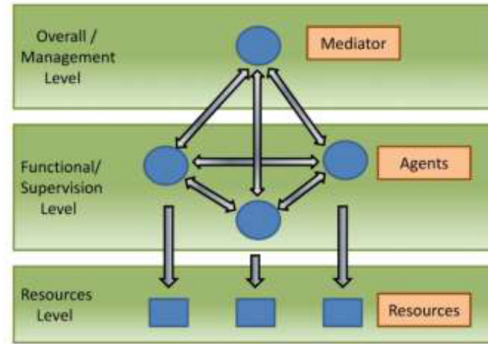 Overall /
Management
Level
Mediator
Functional/
Supervision
Level
Agents
Resources
Level
Resources